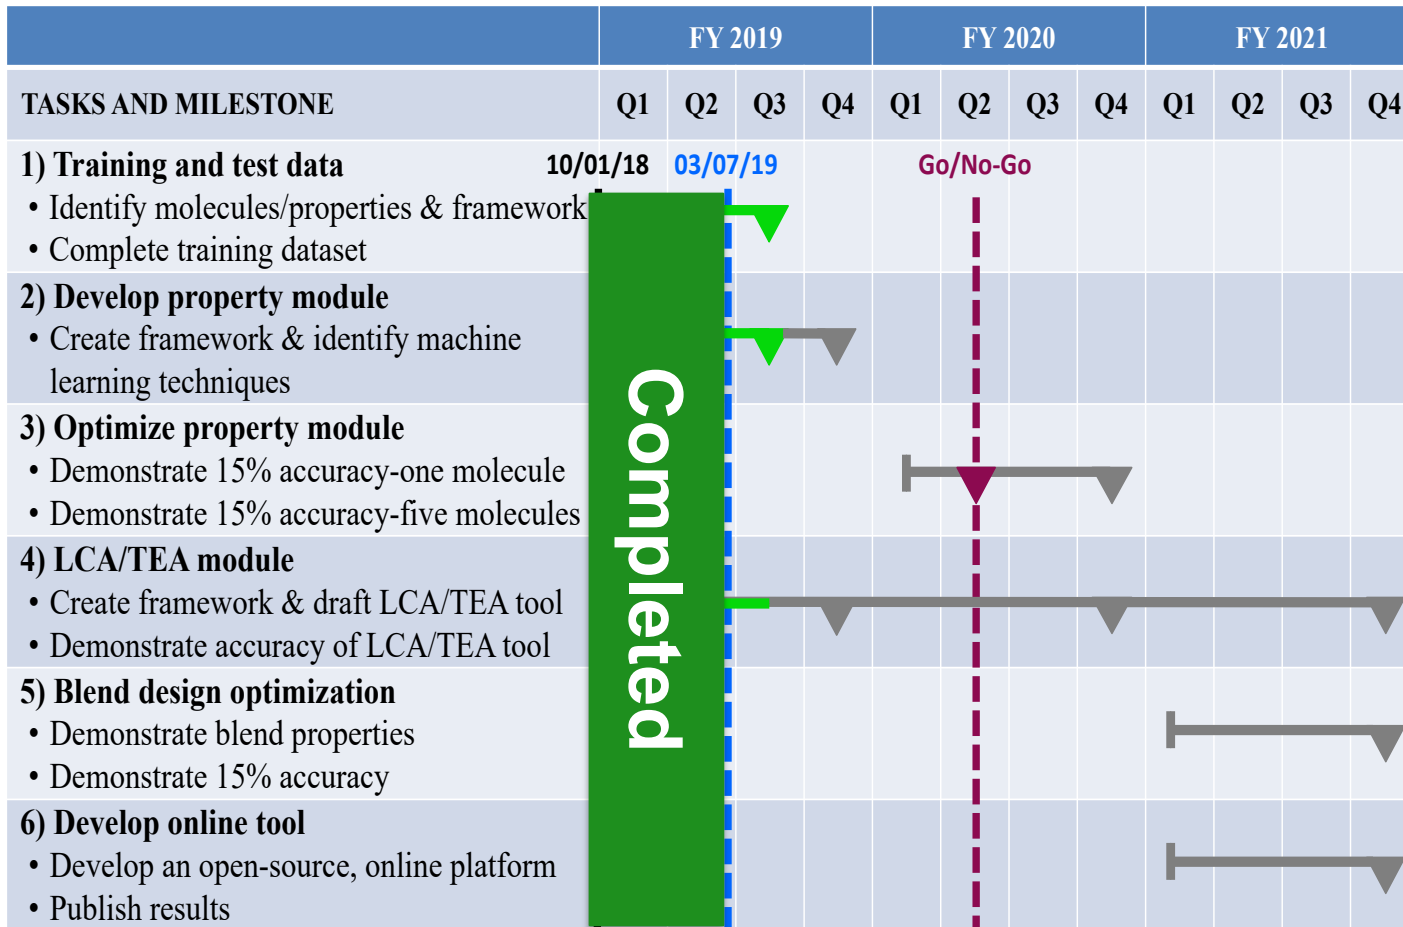 FY 2019 FY 2020 FY 2021
TASKS AND MILESTONE Q1 Q2 Q3 Q4 Q1 Q2 Q3 Q4 Q1 Q2 Q3 Q4
1) Training and test data 10/01/18 03/07/19 Go/No-Go
• Identify molecules/properties & framework
• Complete training dataset
2) Develop property module
• Create framework & identify machine
learning techniques
3) Optimize property module
• Demonstrate 15% accuracy-one molecule
• Demonstrate 15% accuracy-five molecules
4) LCA/TEA module
• Create framework & draft LCA/TEA tool
• Demonstrate accuracy of LCA/TEA tool
5) Blend design optimization
• Demonstrate blend properties
• Demonstrate 15% accuracy
6) Develop online tool
• Develop an open-source, online platform
• Publish results
Completed